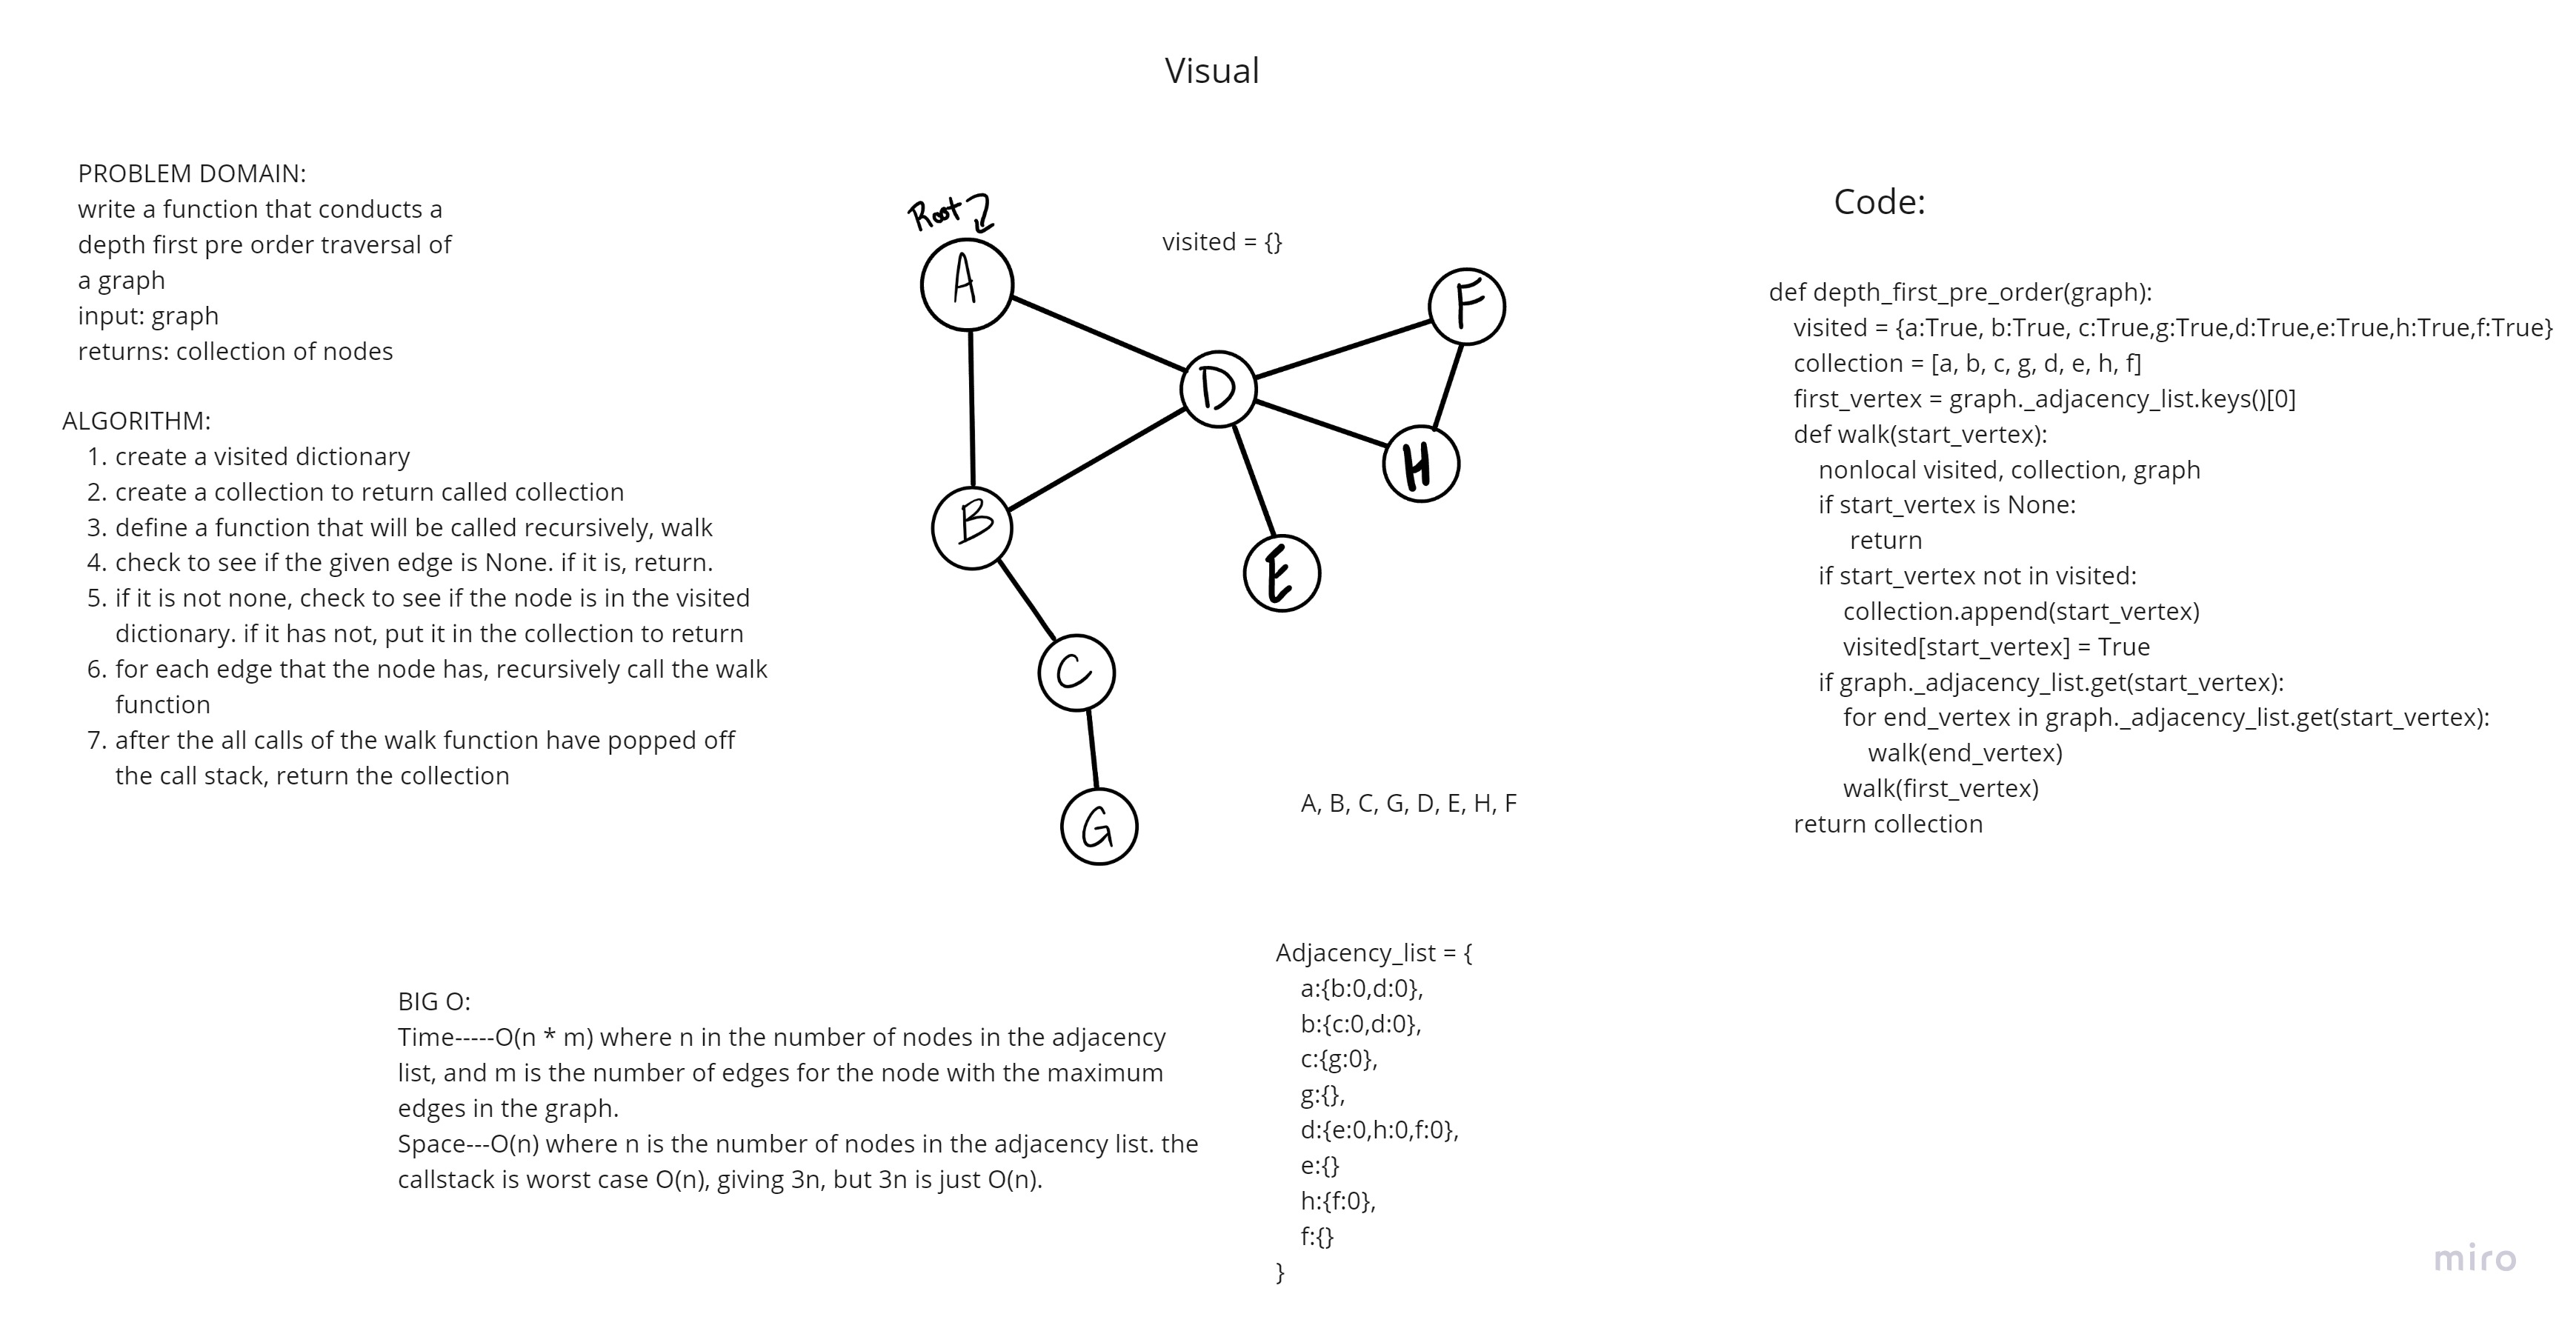 Visual
PROBLEM DOMAIN:
write a function that conducts a
depth first pre order traversal of
a graph
input: graph
returns: collection of nodes
ALGORITHM:
1. create a visited dictionary
2. create a collection to return called collection
3. define a function that will be called recursively, walk
4. check to see if the given edge is None. if it is, return.
5. if it is not none, check to see if the node is in the visited
dictionary. if it has not, put it in the collection to return
6. for each edge that the node has, recursively call the walk
function
7. after the all calls of the walk function have popped off
the call stack, return the collection
Root
visited = {}
A
F
D
H
B
E
C
G
A, B, C, G, D, E, H, F
Code:
def depth_first_pre_order(graph):
visited = {a:True, b:True, c:True,g:True,d:True,e:True,h:True,f:True}
collection = [a, b, c, g, d, e, h, f]
first_vertex = graph._adjacency_list.keys()[0]
def walk(start_vertex):
nonlocal visited, collection, graph
if start_vertex is None:
return
if start_vertex not in visited:
collection.append(start_vertex)
visited[start_vertex] = True
if graph._adjacency_list.get(start_vertex):
for end_vertex in graph._adjacency_list.get(start_vertex):
walk(end_vertex)
walk(first_vertex)
return collection
BIG O:
Time-----O(n * m) where n in the number of nodes in the adjacency
list, and m is the number of edges for the node with the maximum
edges in the graph.
Space---O(n) where n is the number of nodes in the adjacency list. the
callstack is worst case O(n), giving 3n, but 3n is just O(n).
Adjacency_list = {
a:{b:0,d:0},
b:{c:0,d:0},
c:{g:0},
g:{},
d:{e:0,h:0,f:0},
e:{}
h:{f:0},
f:{}
}
miro